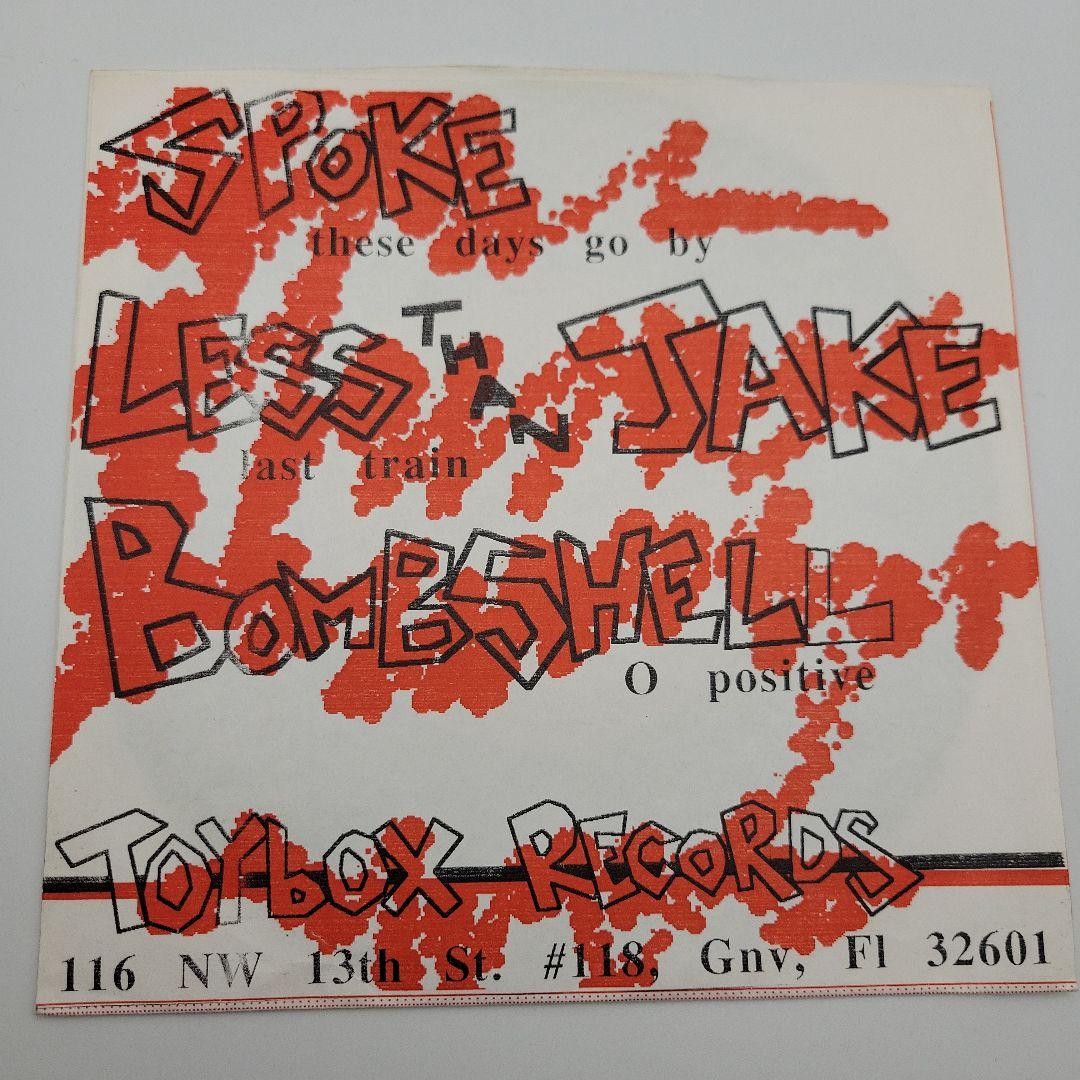 SPOKE
these days go by
LESS THAN JAKE
last train
BOMBSHELL
O positive
TOYbOX RECORDS
116 NW 13th St. #118, Gnv, Fl 32601